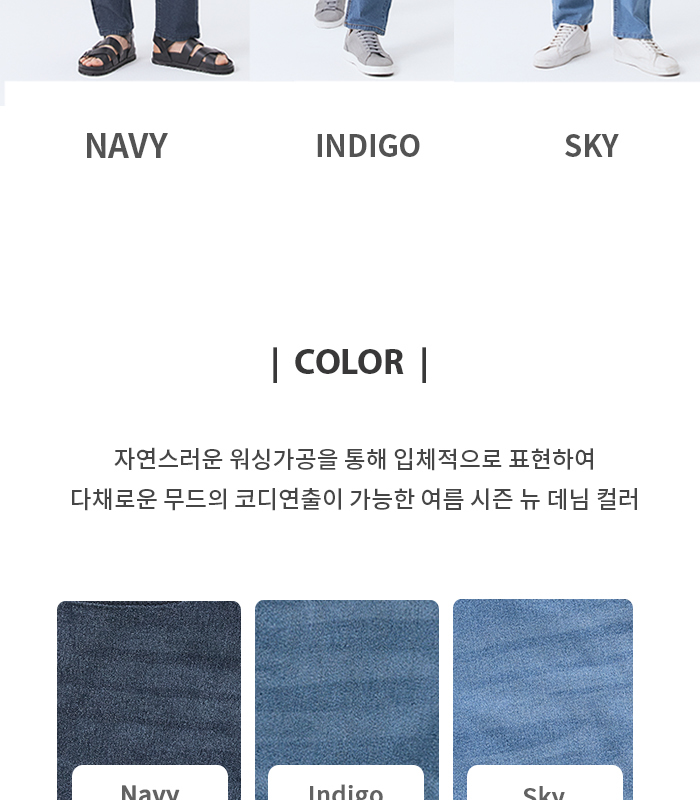 NAVY INDIGO SKY
| COLOR |
자연스러운 워싱가공을 통해 입체적으로 표현하여
다채로운 무드의 코디연출이 가능한 여름 시즌 뉴 데님 컬러
Navy Indigo Sky